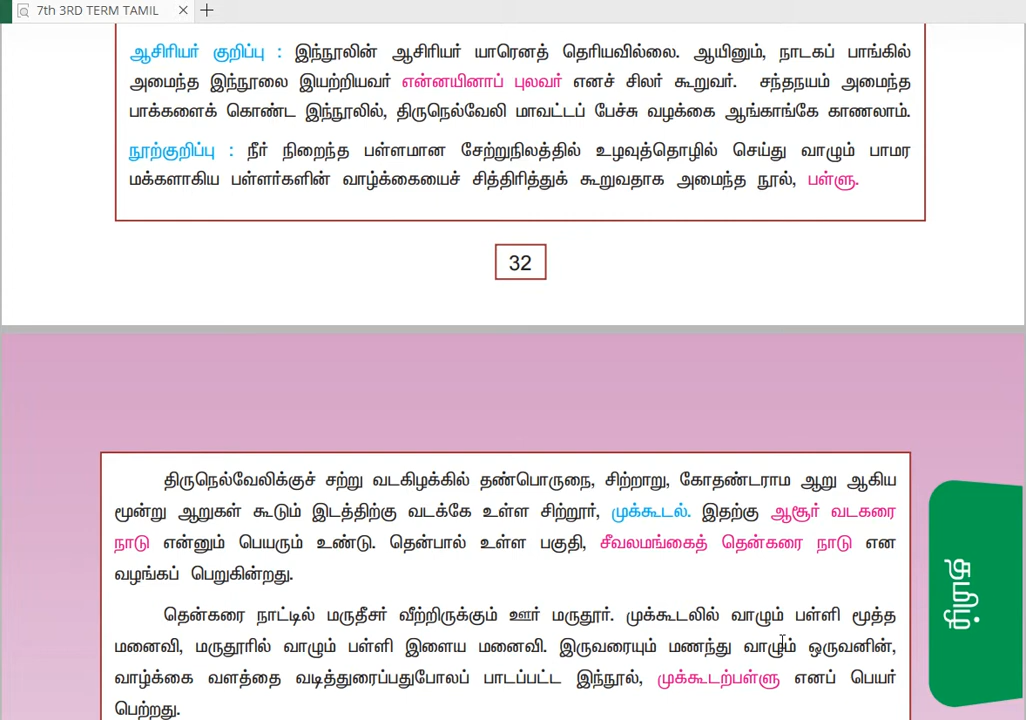 7th 3RD TERM TAMIL
ஆசிரியர் குறிப்பு : இந்நூலின் ஆசிரியர் யாரெனத் தெரியவில்லை. ஆயினும், நாடகப் பாங்கில்
அமைந்த இந்நூலை இயற்றியவர் என்னயினாப் புலவர் எனச் சிலர் கூறுவர். சந்தநயம் அமைந்த
பாக்களைக் கொண்ட இந்நூலில், திருநெல்வேலி மாவட்டப் பேச்சு வழக்கை ஆங்காங்கே காணலாம்.
நூற்குறிப்பு : நீர் நிறைந்த பள்ளமான சேற்றுநிலத்தில் உழவுத்தொழில் செய்து வாழும் பாமர
மக்களாகிய பள்ளர்களின் வாழ்க்கையைச் சித்திரித்துக் கூறுவதாக அமைந்த நூல், பள்ளு.
32
திருநெல்வேலிக்குச் சற்று வடகிழக்கில் தண்பொருநை, சிற்றாறு, கோதண்டராம ஆறு ஆகிய
மூன்று ஆறுகள் கூடும் இடத்திற்கு வடக்கே உள்ள சிற்றூர், முக்கூடல். இதற்கு ஆசூர் வடகரை
நாடு என்னும் பெயரும் உண்டு. தென்பால் உள்ள பகுதி, சீவலமங்கைத் தென்கரை நாடு என
வழங்கப் பெறுகின்றது.
தென்கரை நாட்டில் மருதீசர் வீற்றிருக்கும் ஊர் மருதூர். முக்கூடலில் வாழும் பள்ளி மூத்த
மனைவி, மருதூரில் வாழும் பள்ளி இளைய மனைவி. இருவரையும் மணந்து வாழும் ஒருவனின்,
வாழ்க்கை வளத்தை வடித்துரைப்பதுபோலப் பாடப்பட்ட இந்நூல், முக்கூடற்பள்ளு எனப் பெயர்
பெற்றது.
தமிழ்